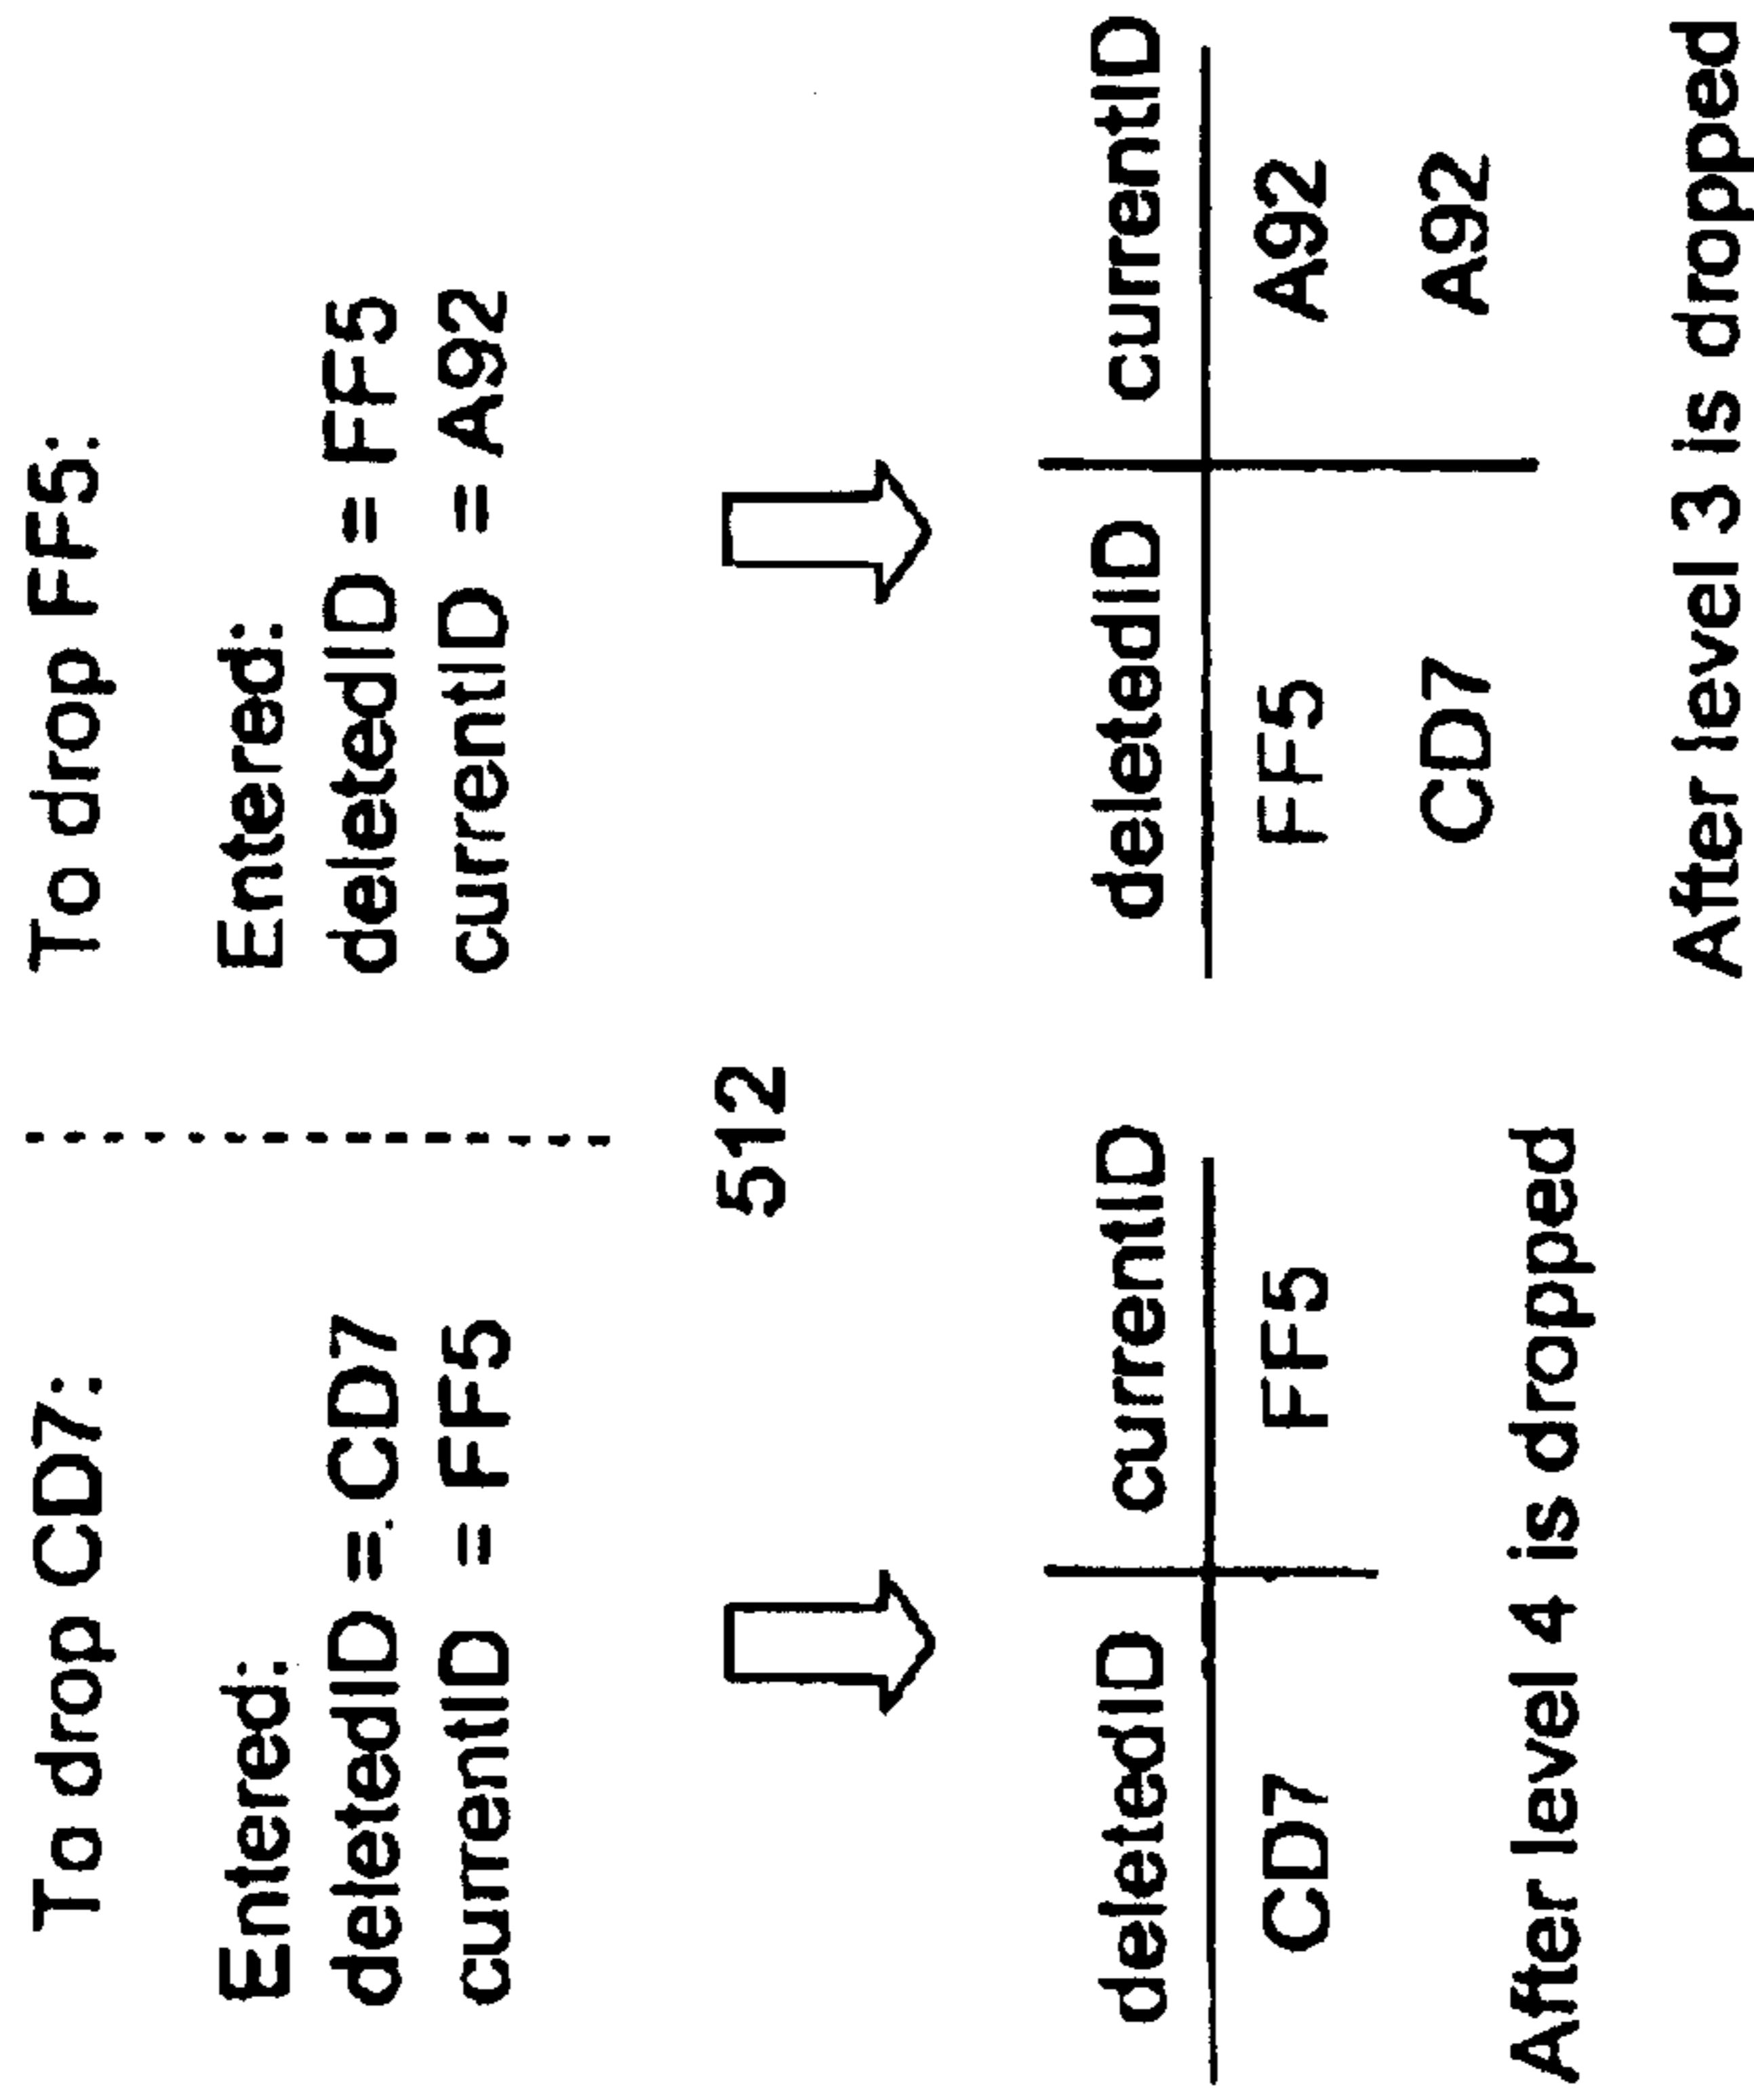 To drop CD7:
Entered:
deletedID = CD7
currentID = FF5
512
deletedID currentID
CD7 FF5
After level 4 is dropped
To drop FF5:
Entered:
deletedID = FF5
currentID = A92
deletedID currentID
FF5 A92
CD7 A92
After level 3 is dropped